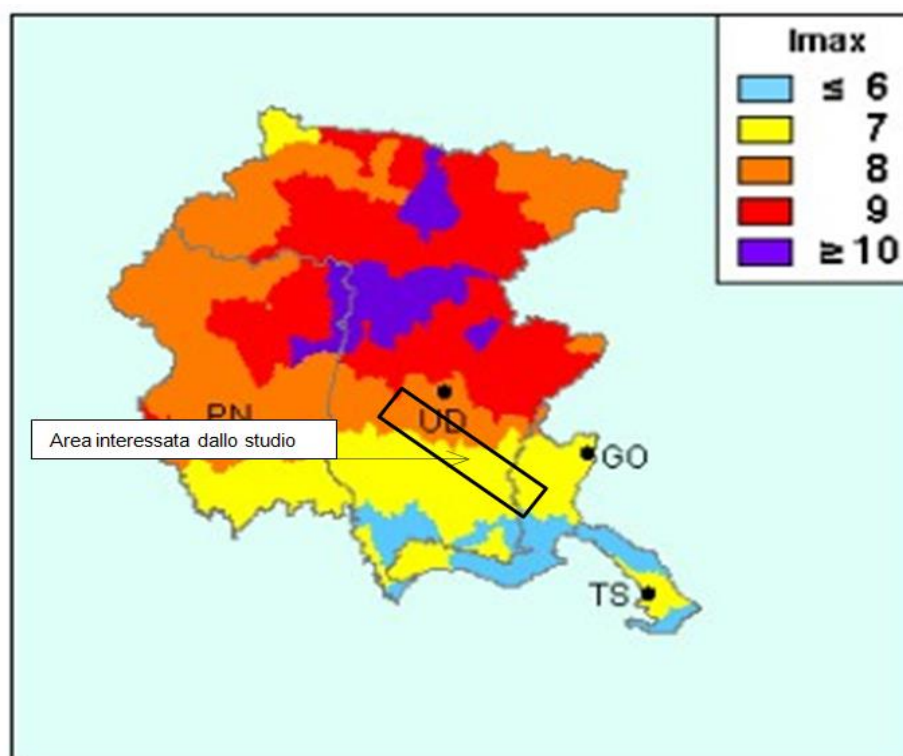 Imax
≤ 6
7
8
9
≥ 10
PN
UD
Area interessata dallo studio
GO
TS